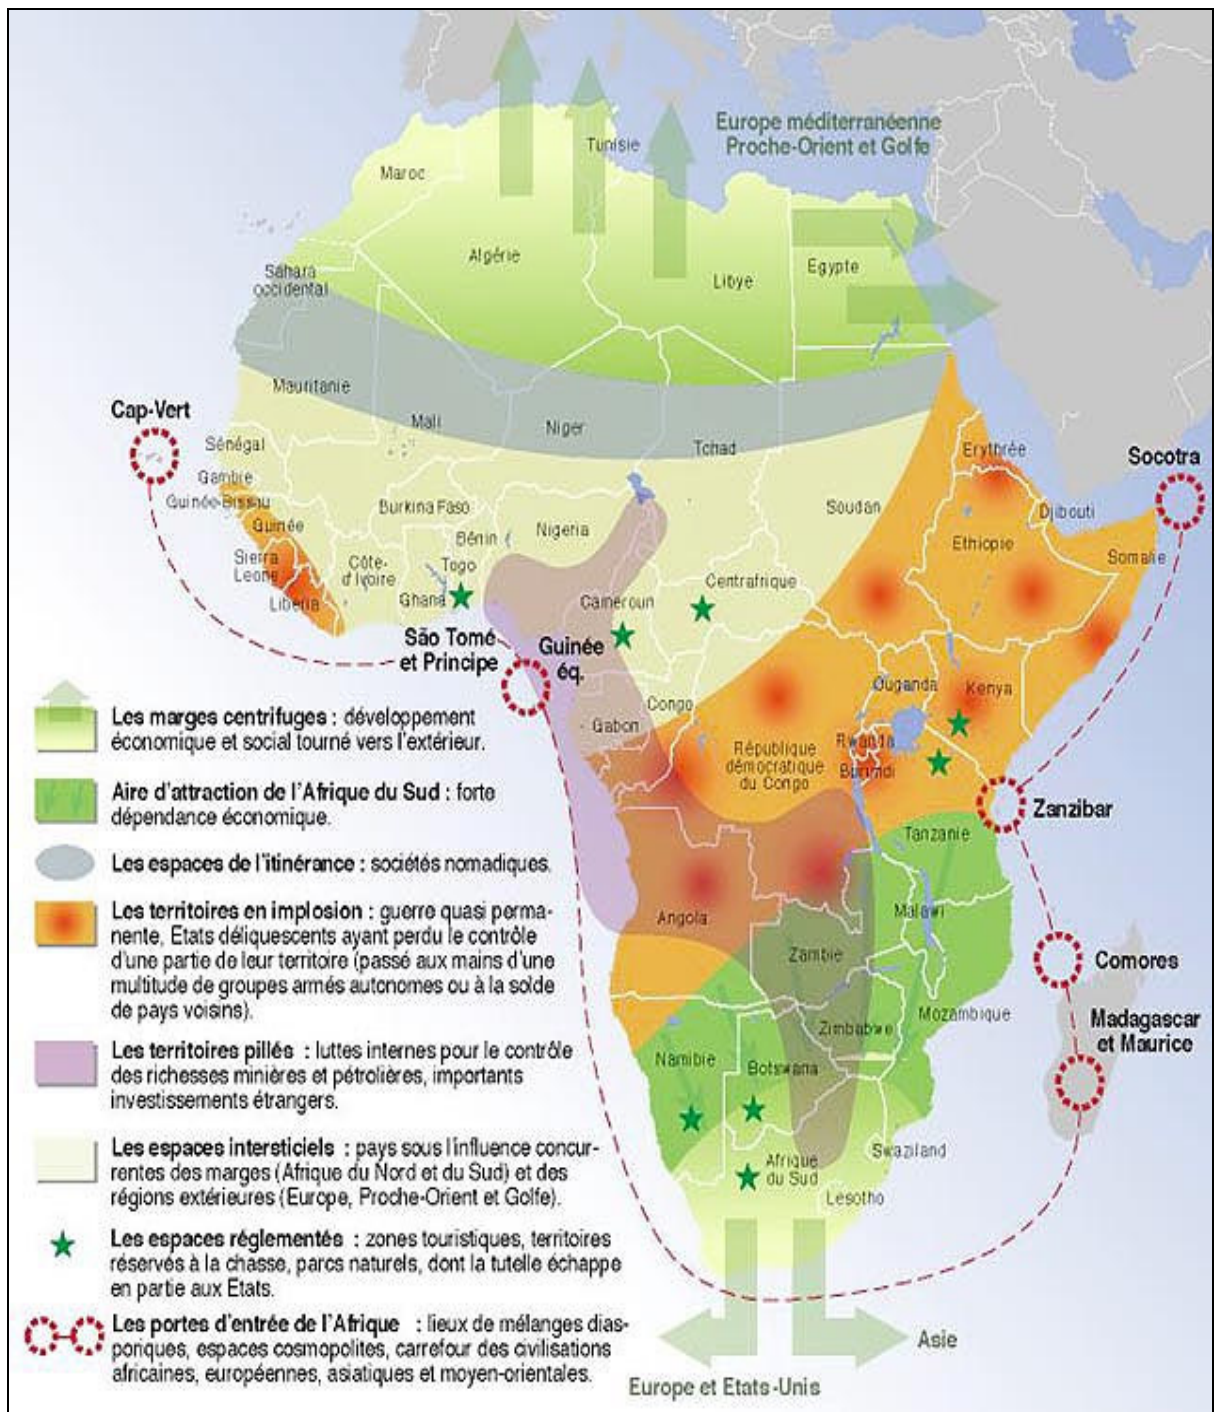 Europe méditerranéenne
Proche-Orient et Golfe
Tunisie
Maroc
Algérie
Libye
Egypte
Sahara
occidental
Mauritanie
Mali
Niger
Tchad
Cap-Vert
Sénégal
Gambie
Guinée-Bissau
Guinée
Sierra
Leone
Liberia
Burkina Faso
Bénin
Nigeria
Côte-
d'Ivoire
Togo
Ghana
Soudan
Erythrée
Djibouti
Socotra
Ethiopie
Somalie
Centrafrique
Cameroun
São Tomé
et Principe
Guinée
éq.
Congo
Gabon
Ouganda
Kenya
Rwanda
Burundi
République
démocratique
du Congo
Zanzibar
Tanzanie
Angola
Malawi
Zambie
Comores
Zimbabwe
Mozambique
Madagascar
et Maurice
Namibie
Botswana
Swaziland
Afrique
du Sud
Lesotho
Asie
Europe et Etats-Unis
Les marges centrifuges : développement
économique et social tourné vers l'extérieur.
Aire d'attraction de l'Afrique du Sud : forte
dépendance économique.
Les espaces de l'itinérance : sociétés nomadiques.
Les territoires en implosion : guerre quasi perma-
nente, Etats déliquescents ayant perdu le contrôle
d'une partie de leur territoire (passé aux mains d'une
multitude de groupes armés autonomes ou à la solde
de pays voisins).
Les territoires pillés : luttes internes pour le contrôle
des richesses minières et pétrolières, importants
investissements étrangers.
Les espaces intersticiels : pays sous l'influence concur-
rentes des marges (Afrique du Nord et du Sud) et des
régions extérieures (Europe, Proche-Orient et Golfe).
Les espaces réglementés : zones touristiques, territoires
réservés à la chasse, parcs naturels, dont la tutelle échappe
en partie aux Etats.
Les portes d'entrée de l'Afrique : lieux de mélanges dias-
poriques, espaces cosmopolites, carrefour des civilisations
africaines, européennes, asiatiques et moyen-orientales.